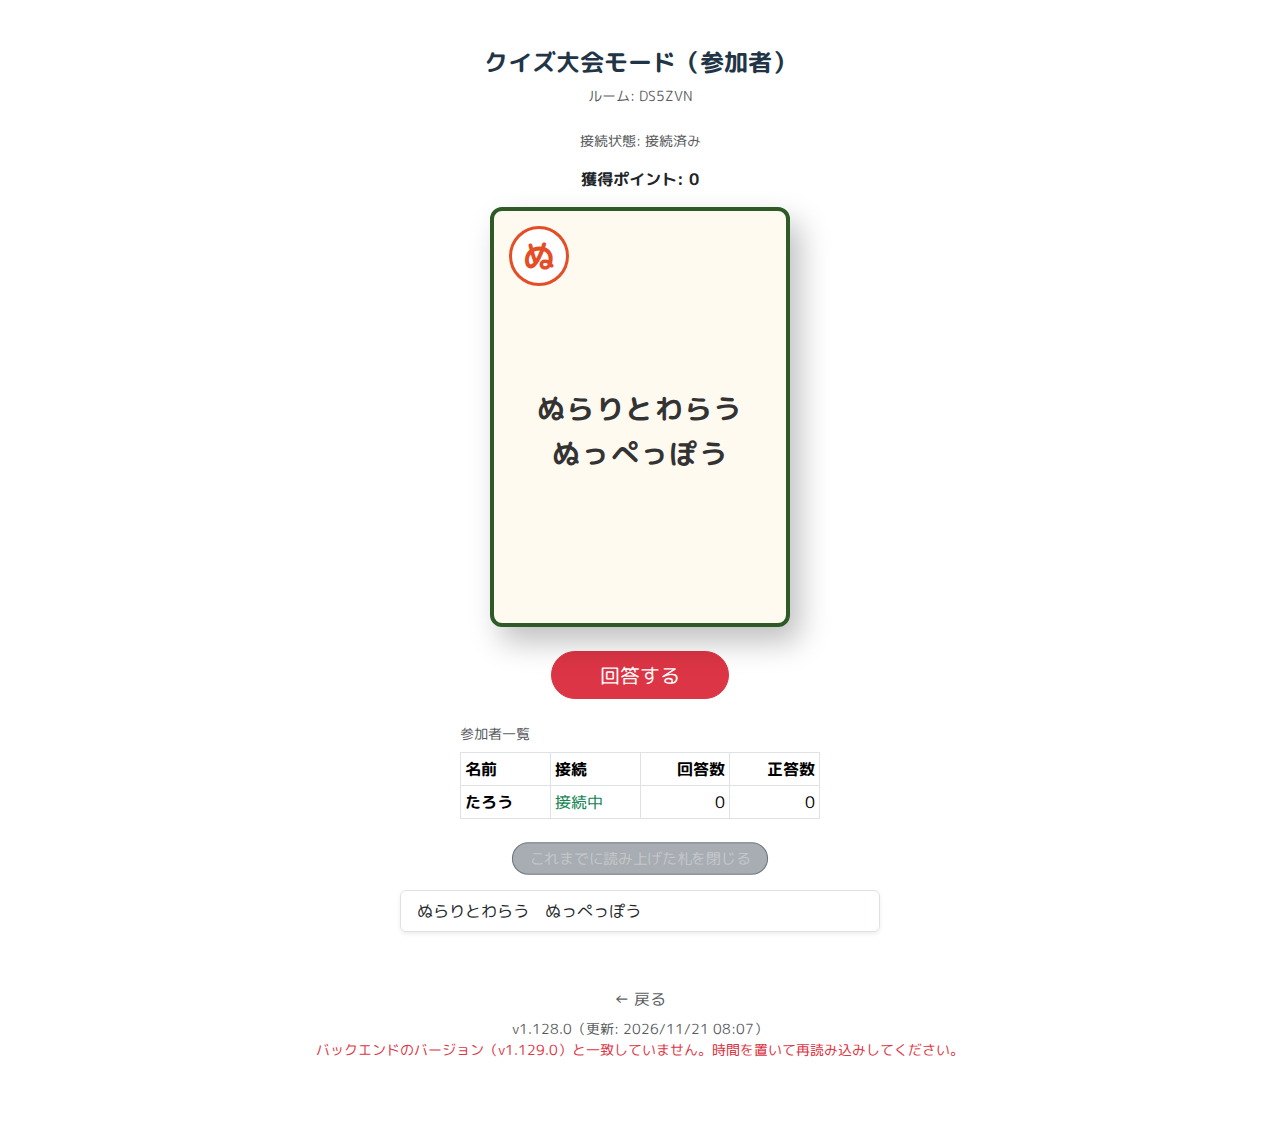 クイズ大会モード（参加者）
ルーム: DS5ZVN
接続状態: 接続済み
獲得ポイント: 0
ぬ
ぬらりとわらう
ぬっぺっぽう
回答する
参加者一覧
名前 接続 回答数 正答数
たろう 接続中 0 0
これまでに読み上げた札を閉じる
ぬらりとわらう　ぬっぺっぽう
← 戻る
v1.128.0（更新: 2026/11/21 08:07）
バックエンドのバージョン（v1.129.0）と一致していません。時間を置いて再読み込みしてください。